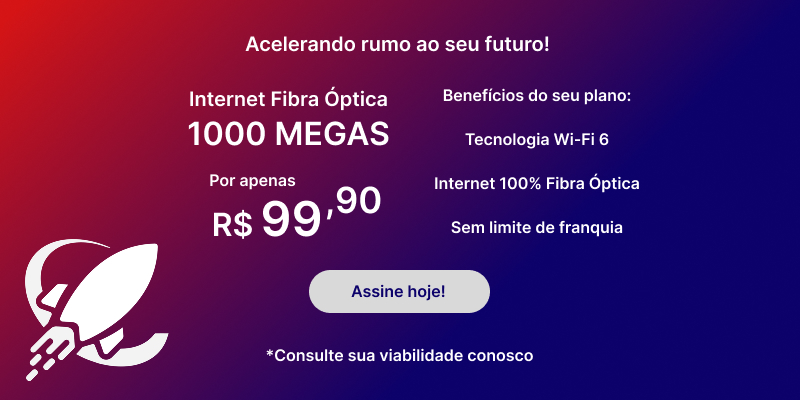 Acelerando rumo ao seu futuro!
Internet Fibra Óptica
1000 MEGAS
Por apenas
R$ 99,90
Benefícios do seu plano:
Tecnologia Wi-Fi 6
Internet 100% Fibra Óptica
Sem limite de franquia
Assine hoje!
*Consulte sua viabilidade conosco